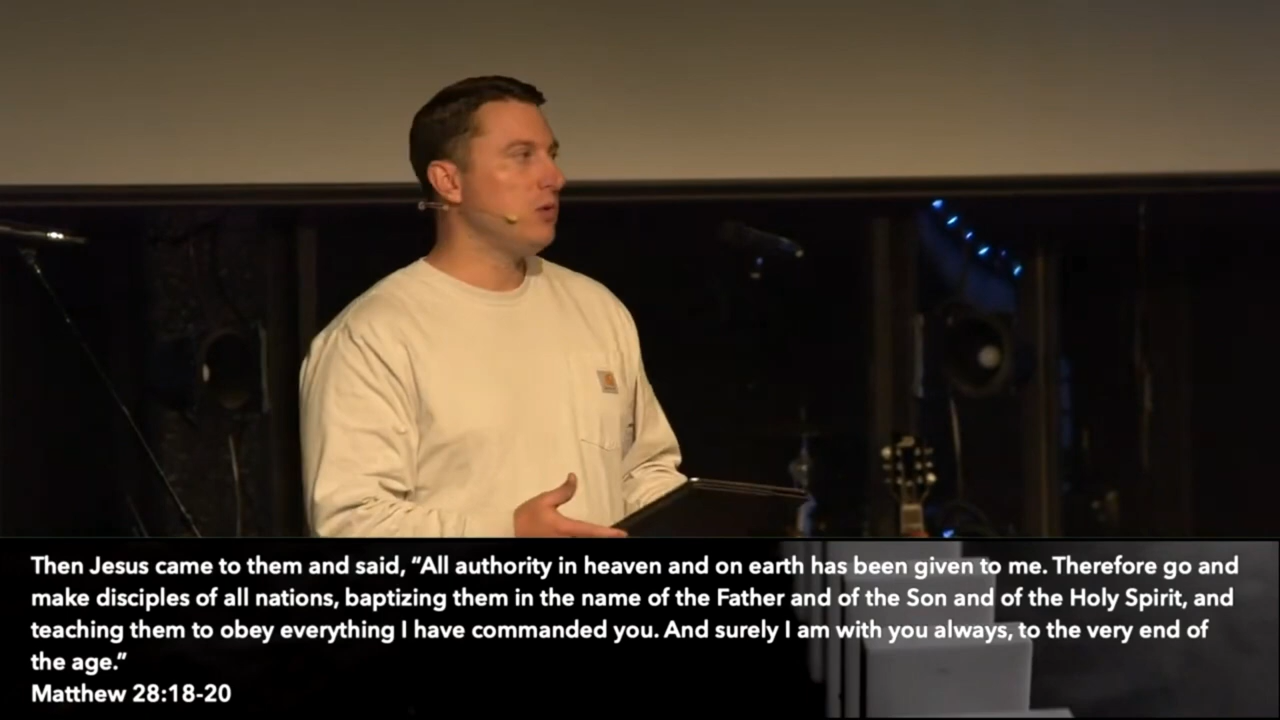 Then Jesus came to them and said, “All authority in heaven and on earth has been given to me. Therefore go and
make disciples of all nations, baptizing them in the name of the Father and of the Son and of the Holy Spirit, and
teaching them to obey everything I have commanded you. And surely I am with you always, to the very end of
the age.”
Matthew 28:18-20